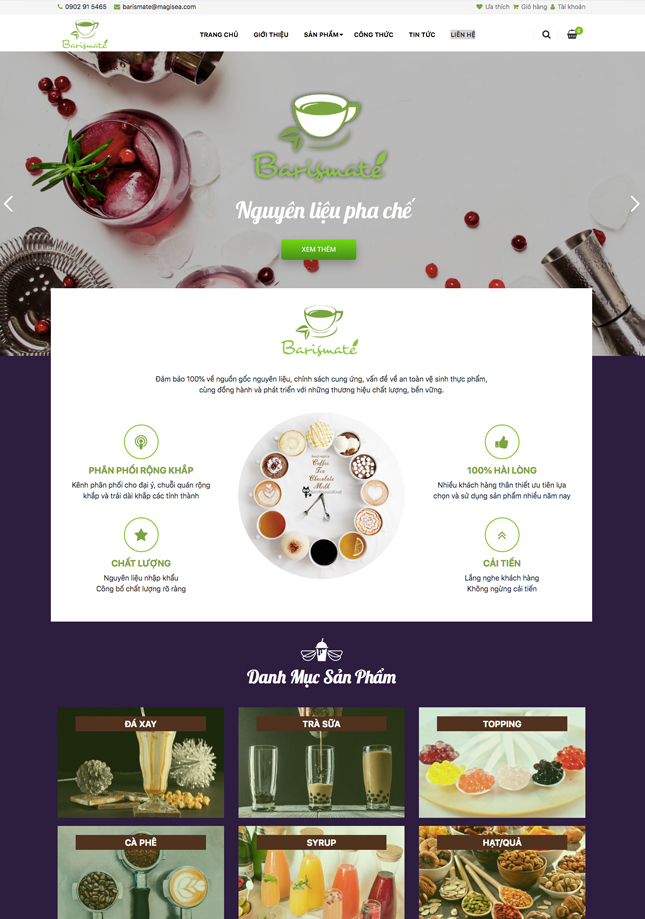 0902 91 5465 barismate@magisea.com Ưa thích Giỏ hàng Tài khoản
Barismate TRANG CHỦ GIỚI THIỆU SẢN PHẨM CÔNG THỨC TIN TỨC LIÊN HỆ 0
Barismate
Nguyên liệu pha chế
XEM THÊM
Barismate
Đảm bảo 100% về nguồn gốc nguyên liệu, chính sách cung ứng, vấn đề về an toàn vệ sinh thực phẩm,
cùng đồng hành và phát triển với những thương hiệu chất lượng, bền vững.
PHÂN PHỐI RỘNG KHẮP
Kênh phân phối cho đại ý, chuỗi quán rộng
khắp và trải dài khắp các tỉnh thành
CHẤT LƯỢNG
Nguyên liệu nhập khẩu
Công bố chất lượng rõ ràng
Coffee
Tea
Chocolate
Milk
100% HÀI LÒNG
Nhiều khách hàng thân thiết ưu tiên lựa
chọn và sử dụng sản phẩm nhiều năm nay
CẢI TIẾN
Lắng nghe khách hàng
Không ngừng cải tiến
Danh Mục Sản Phẩm
ĐÁ XAY
TRÀ SỮA
TOPPING
CÀ PHÊ
SYRUP
HẠT/QUẢ